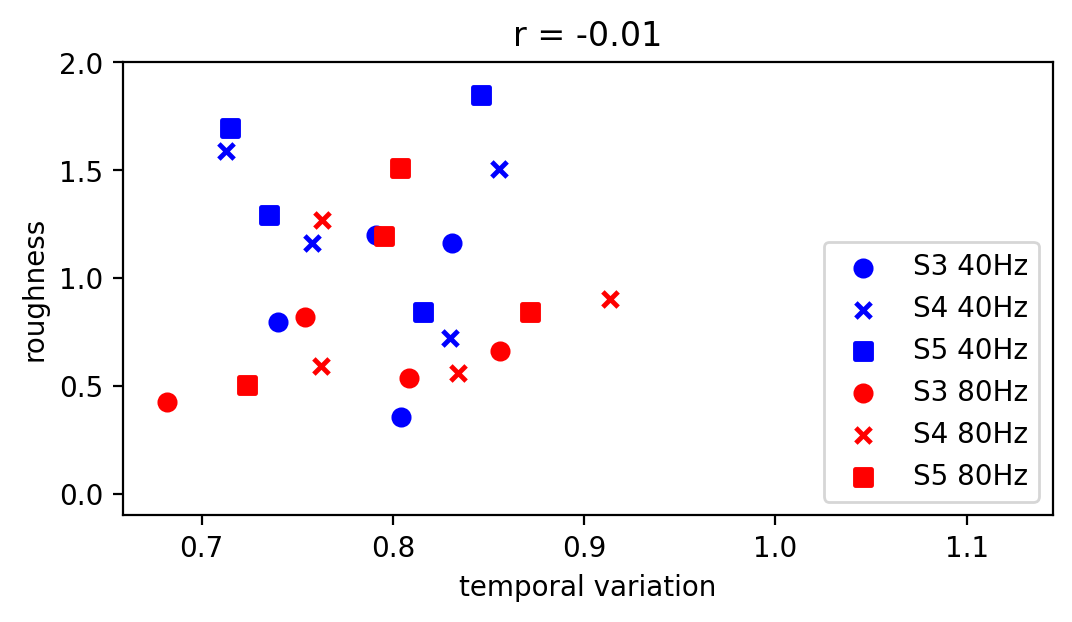 r = -0.01
roughness
2.0
1.5
1.0
0.5
0.0
S3 40Hz
S4 40Hz
S5 40Hz
S3 80Hz
S4 80Hz
S5 80Hz
0.7 0.8 0.9 1.0 1.1
temporal variation